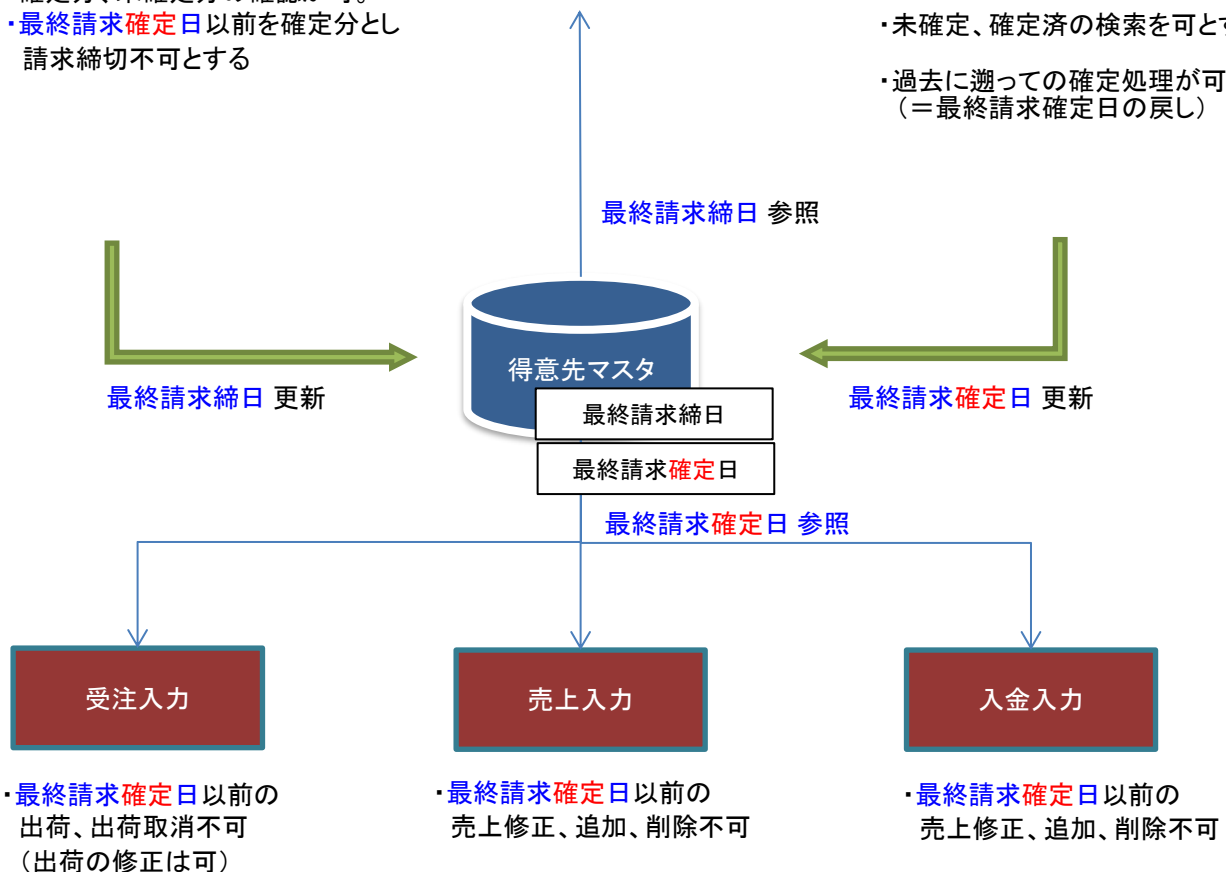 ・最終請求確定日以前を確定分とし
請求締切不可とする
・未確定、確定済の検索を可とす
・過去に遡っての確定処理が可
（＝最終請求確定日の戻し）
最終請求締日 参照
得意先マスタ
最終請求締日 更新
最終請求確定日 更新
最終請求締日
最終請求確定日
最終請求確定日 参照
受注入力
売上入力
入金入力
・最終請求確定日以前の
出荷、出荷取消不可
（出荷の修正は可）
・最終請求確定日以前の
売上修正、追加、削除不可
・最終請求確定日以前の
売上修正、追加、削除不可